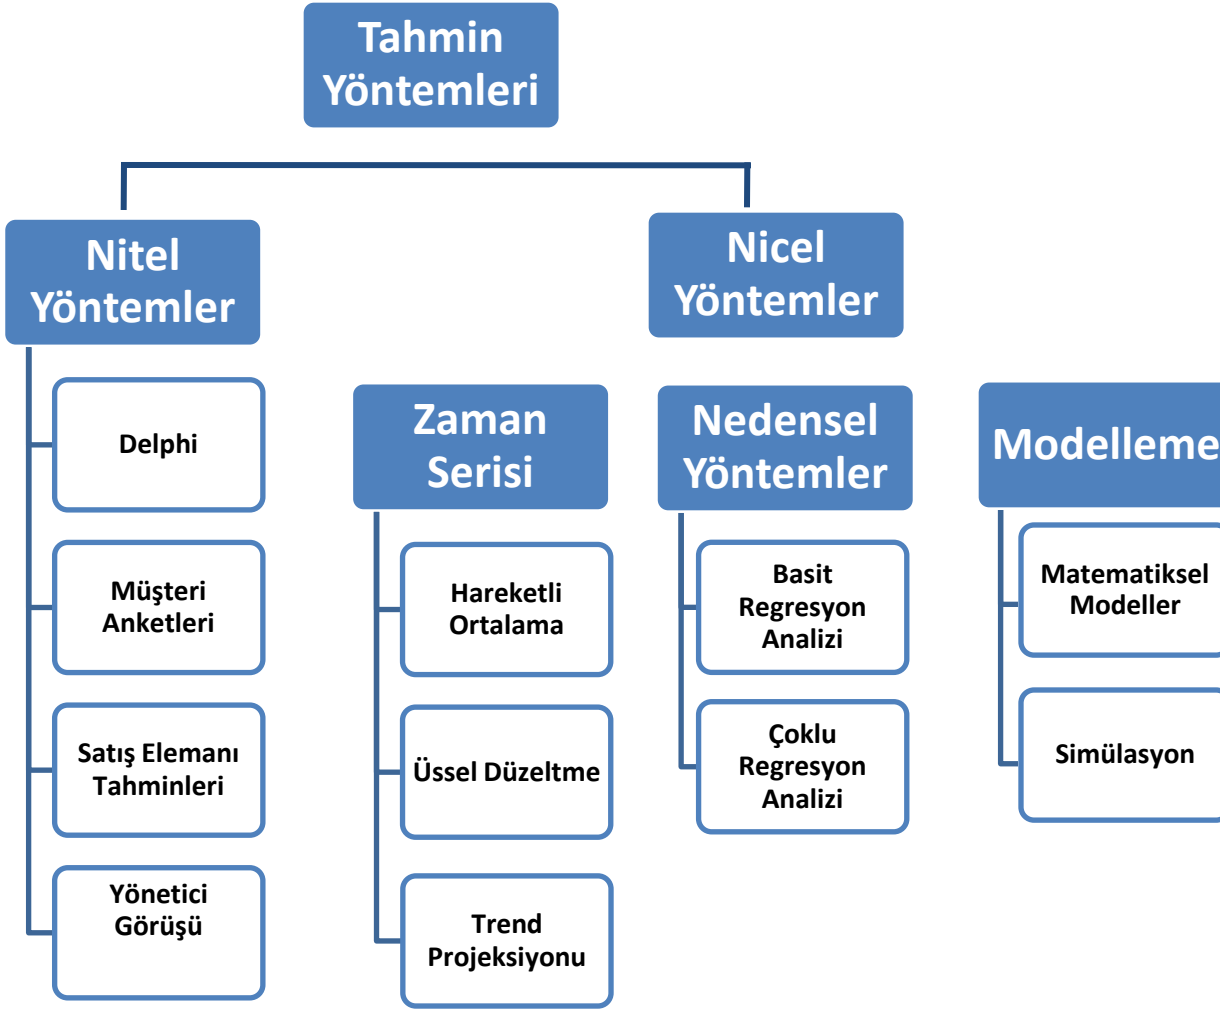 Tahmin
Yöntemleri
Nitel
Yöntemler
Nicel
Yöntemler
Delphi
Müşteri
Anketleri
Satış Elemanı
Tahminleri
Yönetici
Görüşü
Zaman
Serisi
Hareketli
Ortalama
Üssel Düzeltme
Trend
Projeksiyonu
Nedensel
Yöntemler
Basit
Regresyon
Analizi
Çoklu
Regresyon
Analizi
Modelleme
Matematiksel
Modeller
Simülasyon